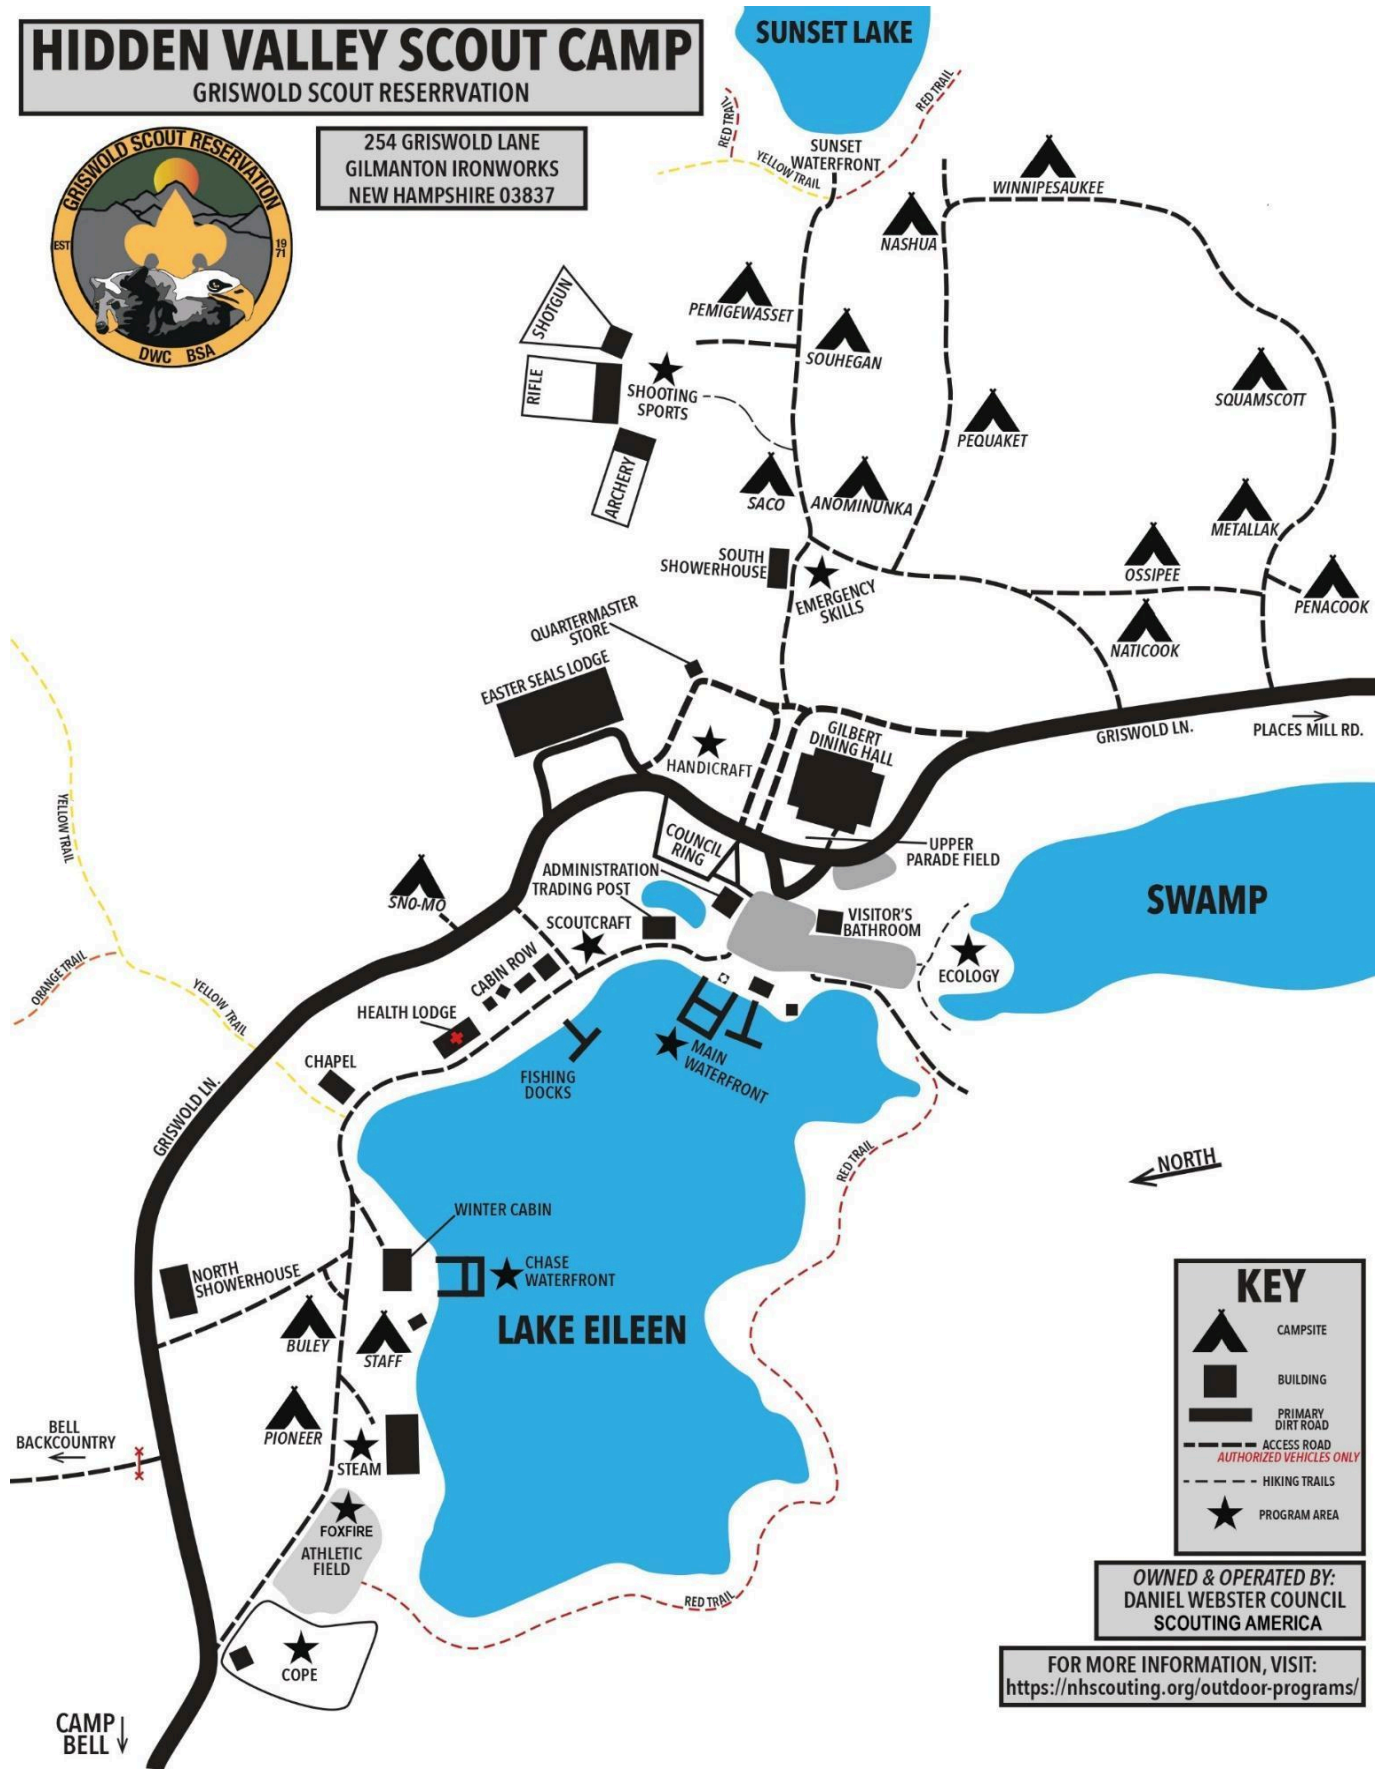 HIDDEN VALLEY SCOUT CAMP
GRISWOLD SCOUT RESERRVATION
254 GRISWOLD LANE
GILMANTON IRONWORKS
NEW HAMPSHIRE 03837
GRISWOLD SCOUT RESERVATION
EST
19
71
DWC BSA
SUNSET LAKE
RED TRAIL
RED TRAIL
YELLOW TRAIL
SUNSET
WATERFRONT
WINNIPESAUKEE
NASHUA
PEMIGEWASSET
SOUHEGAN
SHOTGUN
RIFLE
ARCHERY
SHOOTING
SPORTS
SQUAMSCOTT
PEQUAKET
SACO
ANOMINUNKA
METALLAK
OSSIPEE
PENACOOK
NATICOOK
SOUTH
SHOWERHOUSE
EMERGENCY
SKILLS
QUARTERMASTER
STORE
EASTER SEALS LODGE
HANDICRAFT
GILBERT
DINING HALL
GRISWOLD LN.
PLACES MILL RD.
COUNCIL
RING
UPPER
PARADE FIELD
ADMINISTRATION
TRADING POST
SWAMP
SNO-MO
SCOUTCRAFT
VISITOR'S
BATHROOM
ECOLOGY
CABIN ROW
HEALTH LODGE
YELLOW TRAIL
ORANGE TRAIL
YELLOW TRAIL
CHAPEL
FISHING
DOCKS
MAIN
WATERFRONT
GRISWOLD LN.
RED TRAIL
NORTH
WINTER CABIN
NORTH
SHOWERHOUSE
CHASE
WATERFRONT
LAKE EILEEN
BULEY
STAFF
PIONEER
BELL
BACKCOUNTRY
STEAM
FOXFIRE
ATHLETIC
FIELD
RED TRAIL
COPE
CAMP
BELL
KEY
CAMPSITE
BUILDING
PRIMARY
DIRT ROAD
ACCESS ROAD
AUTHORIZED VEHICLES ONLY
HIKING TRAILS
PROGRAM AREA
OWNED & OPERATED BY:
DANIEL WEBSTER COUNCIL
SCOUTING AMERICA
FOR MORE INFORMATION, VISIT:
https://nhscouting.org/outdoor-programs/